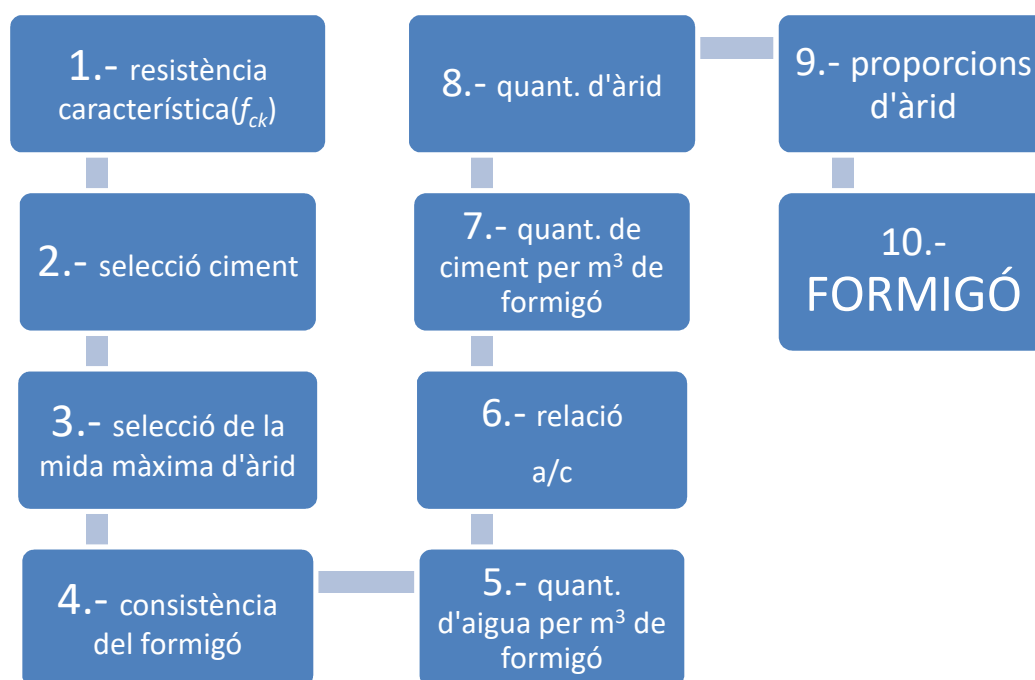 1.- resistència
característica(fck)
2.- selecció ciment
3.- selecció de la
mida màxima d'àrid
4.- consistència
del formigó
5.- quant.
d'aigua per m³ de
formigó
6.- relació
a/c
7.- quant. de
ciment per m³ de
formigó
8.- quant. d'àrid
9.- proporcions
d'àrid
10.-
FORMIGÓ